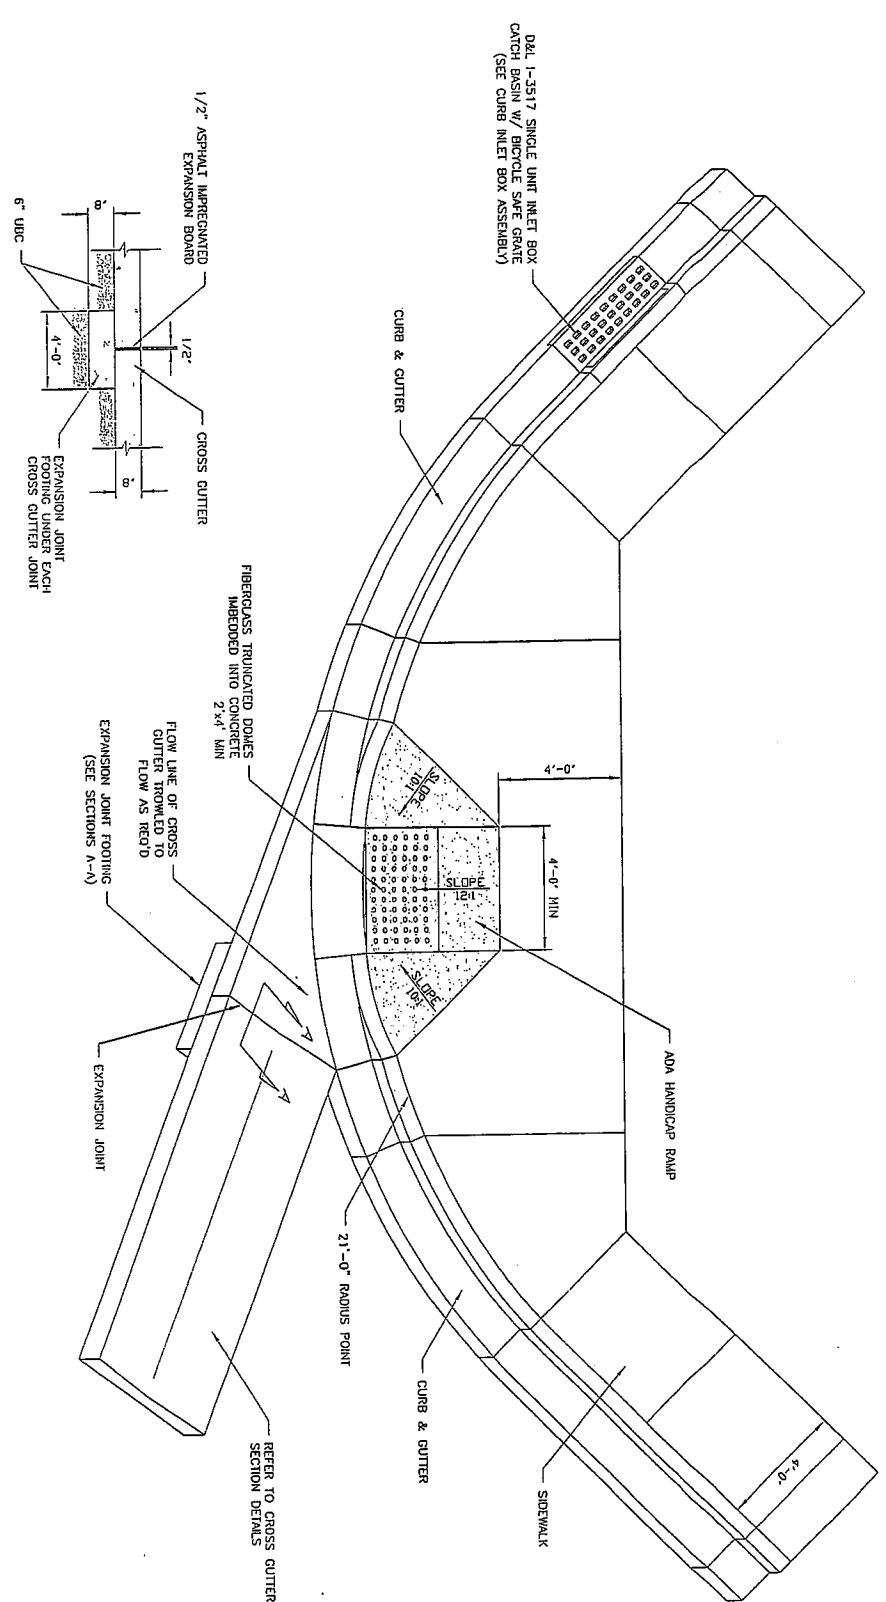 D&L I-3517 SINGLE UNIT INLET BOX
CATCH BASIN W/ BICYCLE SAFE GRATE
(SEE CURB INLET BOX ASSEMBLY)
CURB & GUTTER
1/2" ASPHALT IMPREGNATED
EXPANSION BOARD
8"
6" UBC
4'-0"
1/2"
CROSS GUTTER
8"
EXPANSION JOINT
FOOTING UNDER EACH
CROSS GUTTER JOINT
FIBERGLASS TRUNCATED DOMES
IMBEDDED INTO CONCRETE
2'x4' MIN
FLOW LINE OF CROSS
GUTTER TROWLED TO
FLOW AS REQ'D
EXPANSION JOINT FOOTING
(SEE SECTIONS A-A)
SLOPE
10:1
SLOPE
12:1
SLOPE
10:1
4'-0"
4'-0" MIN
ADA HANDICAP RAMP
A
A
EXPANSION JOINT
21'-0" RADIUS POINT
CURB & GUTTER
SIDEWALK
4'-0"
REFER TO CROSS GUTTER
SECTION DETAILS